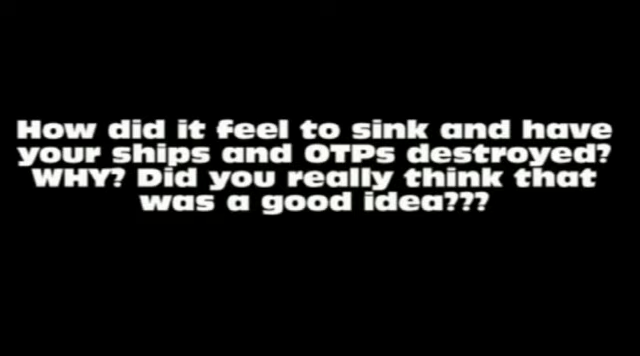 How did it feel to sink and have
your ships and OTPs destroyed?
WHY? Did you really think that
was a good idea???